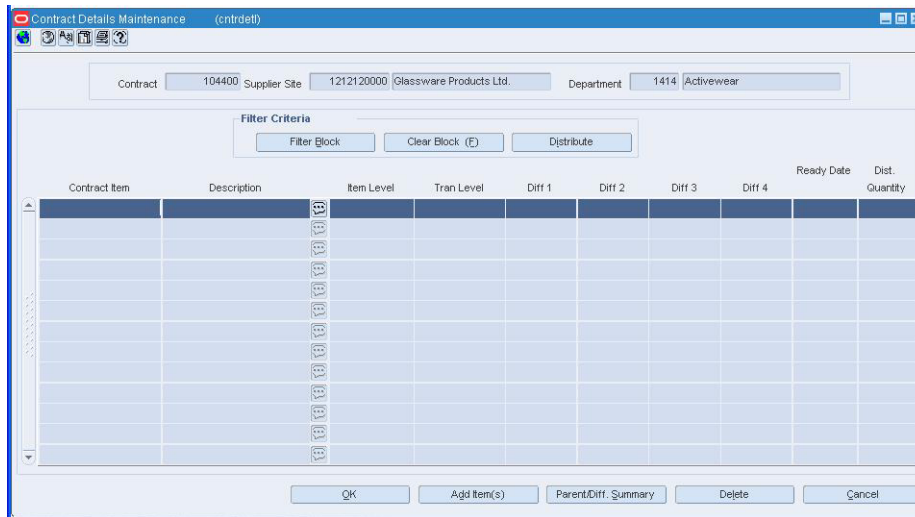 Contract Details Maintenance (cntrdetl)
Contract 104400 Supplier Site 1212120000 Glassware Products Ltd. Department 1414 Activewear
Filter Criteria
Filter Block Clear Block (F) Distribute
Contract Item Description Item Level Tran Level Diff 1 Diff 2 Diff 3 Diff 4 Ready Date Dist. Quantity
OK Add Item(s) Parent/Diff. Summary Delete Cancel